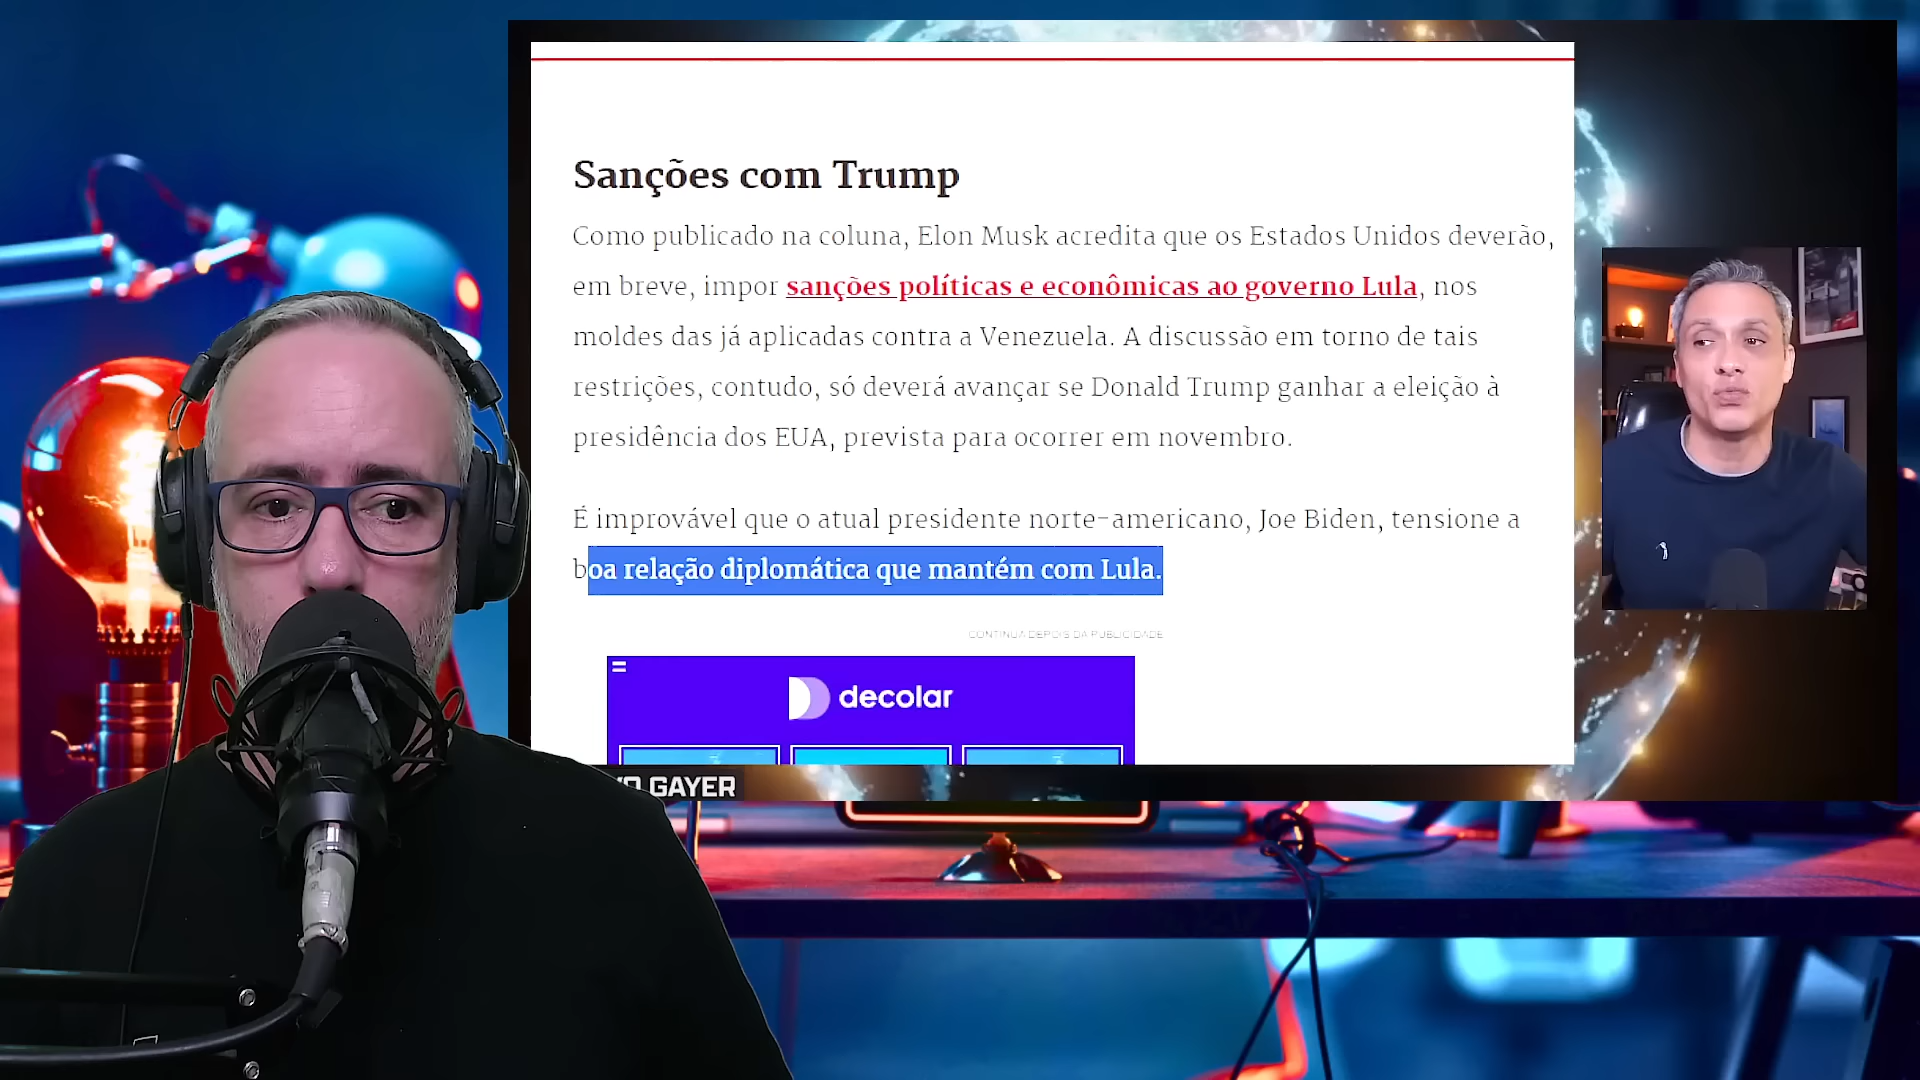 Sanções com Trump
Como publicado na coluna, Elon Musk acredita que os Estados Unidos deverão,
em breve, impor sanções políticas e econômicas ao governo Lula, nos
moldes das já aplicadas contra a Venezuela. A discussão em torno de tais
restrições, contudo, só deverá avançar se Donald Trump ganhar a eleição à
presidência dos EUA, prevista para ocorrer em novembro.
É improvável que o atual presidente norte-americano, Joe Biden, tensione a
boa relação diplomática que mantém com Lula.
CONTINUA DEPOIS DA PUBLICIDADE
decolar
GAYER